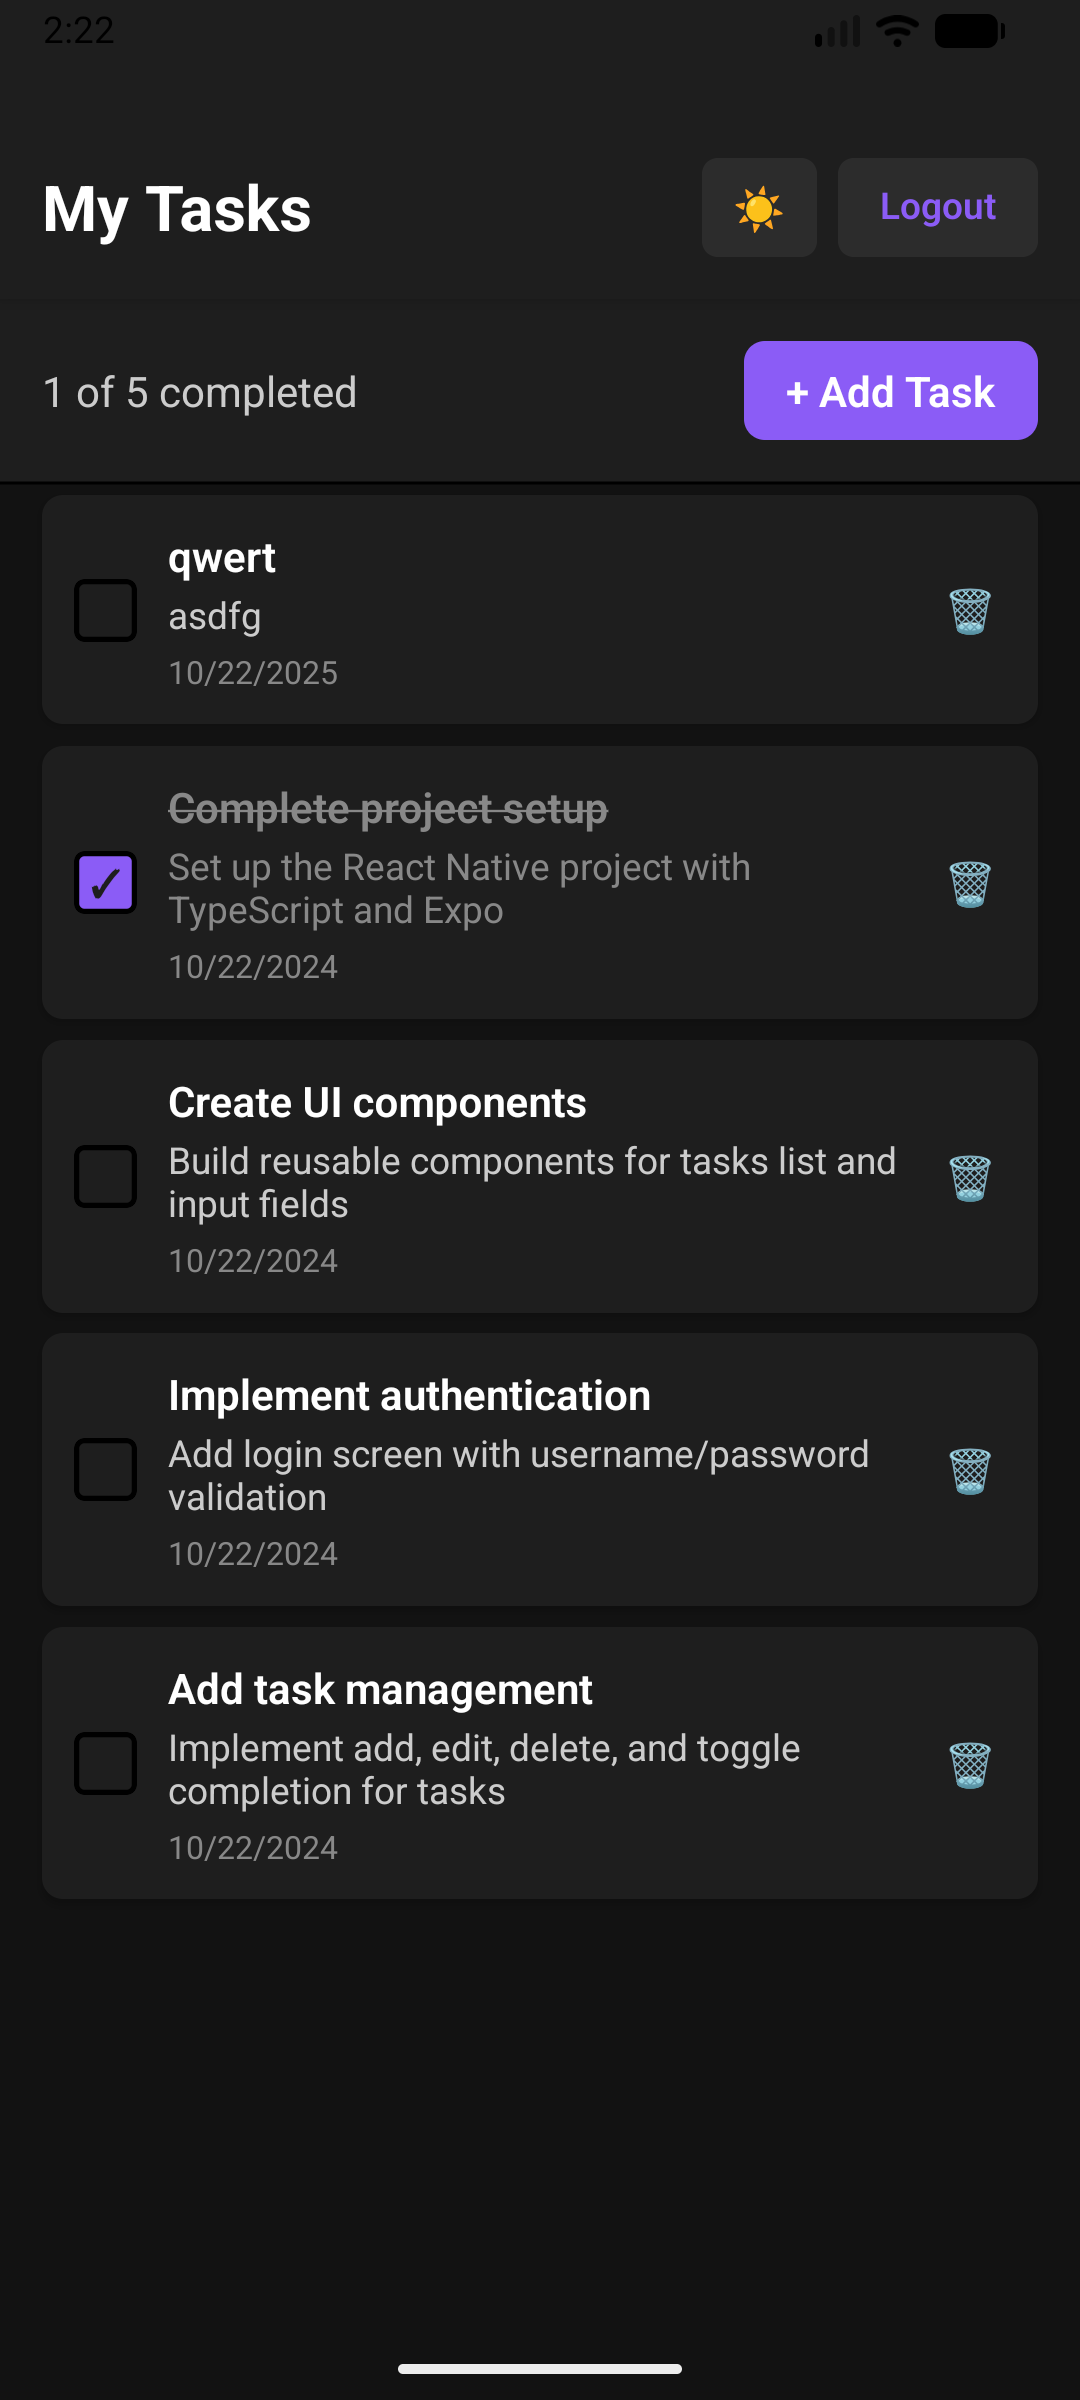 2:22
My Tasks
Logout
1 of 5 completed
+ Add Task
qwert
asdfg
10/22/2025
Complete project setup
Set up the React Native project with
TypeScript and Expo
10/22/2024
Create UI components
Build reusable components for tasks list and
input fields
10/22/2024
Implement authentication
Add login screen with username/password
validation
10/22/2024
Add task management
Implement add, edit, delete, and toggle
completion for tasks
10/22/2024